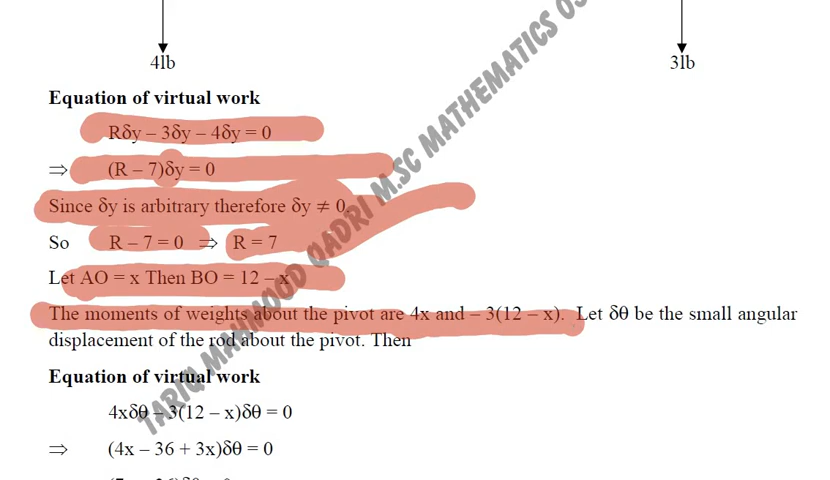 4lb 3lb
Equation of virtual work
Rδy – 3δy – 4δy = 0
⇒ (R – 7)δy = 0
Since δy is arbitrary therefore δy ≠ 0.
So R – 7 = 0 ⇒ R = 7
Let AO = x Then BO = 12 – x
The moments of weights about the pivot are 4x and – 3(12 – x). Let δθ be the small angular
displacement of the rod about the pivot. Then
Equation of virtual work
4xδθ – 3(12 – x)δθ = 0
⇒ (4x – 36 + 3x)δθ = 0
TARIQ MAHMOOD QADRI M.SC MATHEMATICS